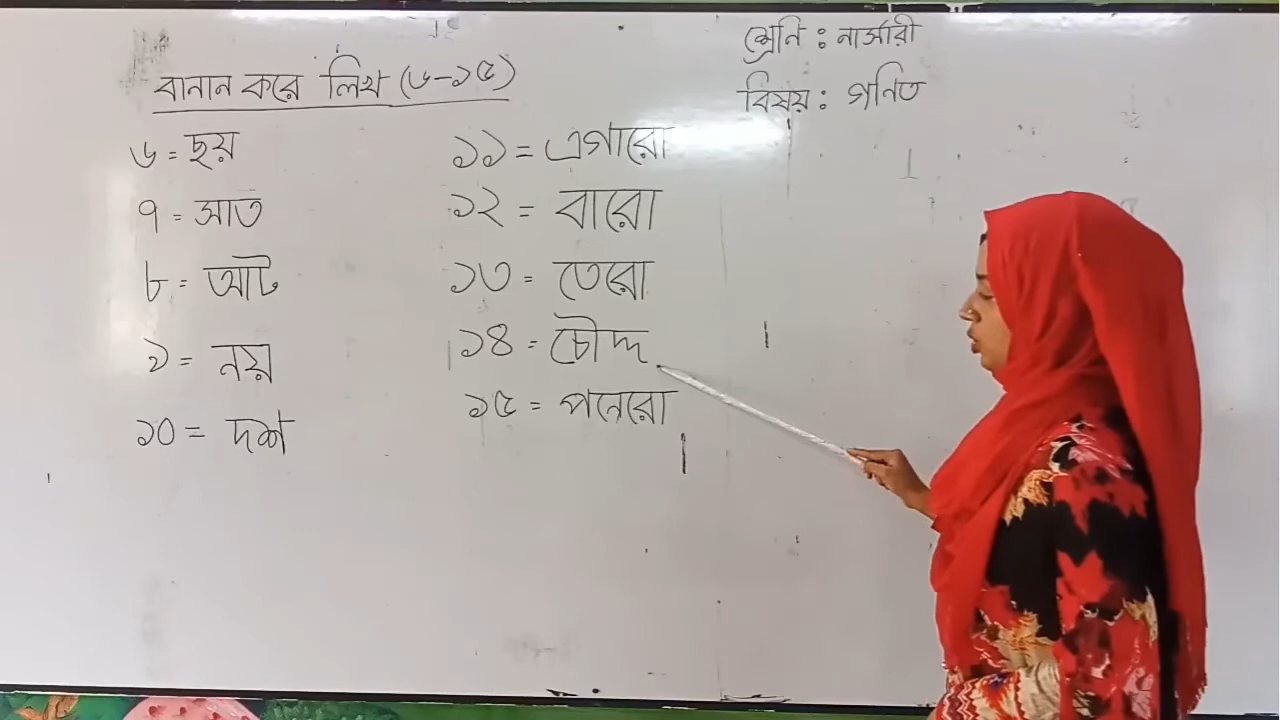 শ্রেনি : নার্সারী
বিষয় : গনিত
বানান করে লিখ (৬-১৫)
৬ = ছয়
৭ = সাত
৮ = আট
৯ = নয়
১০ = দশ
১১ = এগারো
১২ = বারো
১৩ = তেরো
১৪ = চৌদ্দ
১৫ = পনেরো